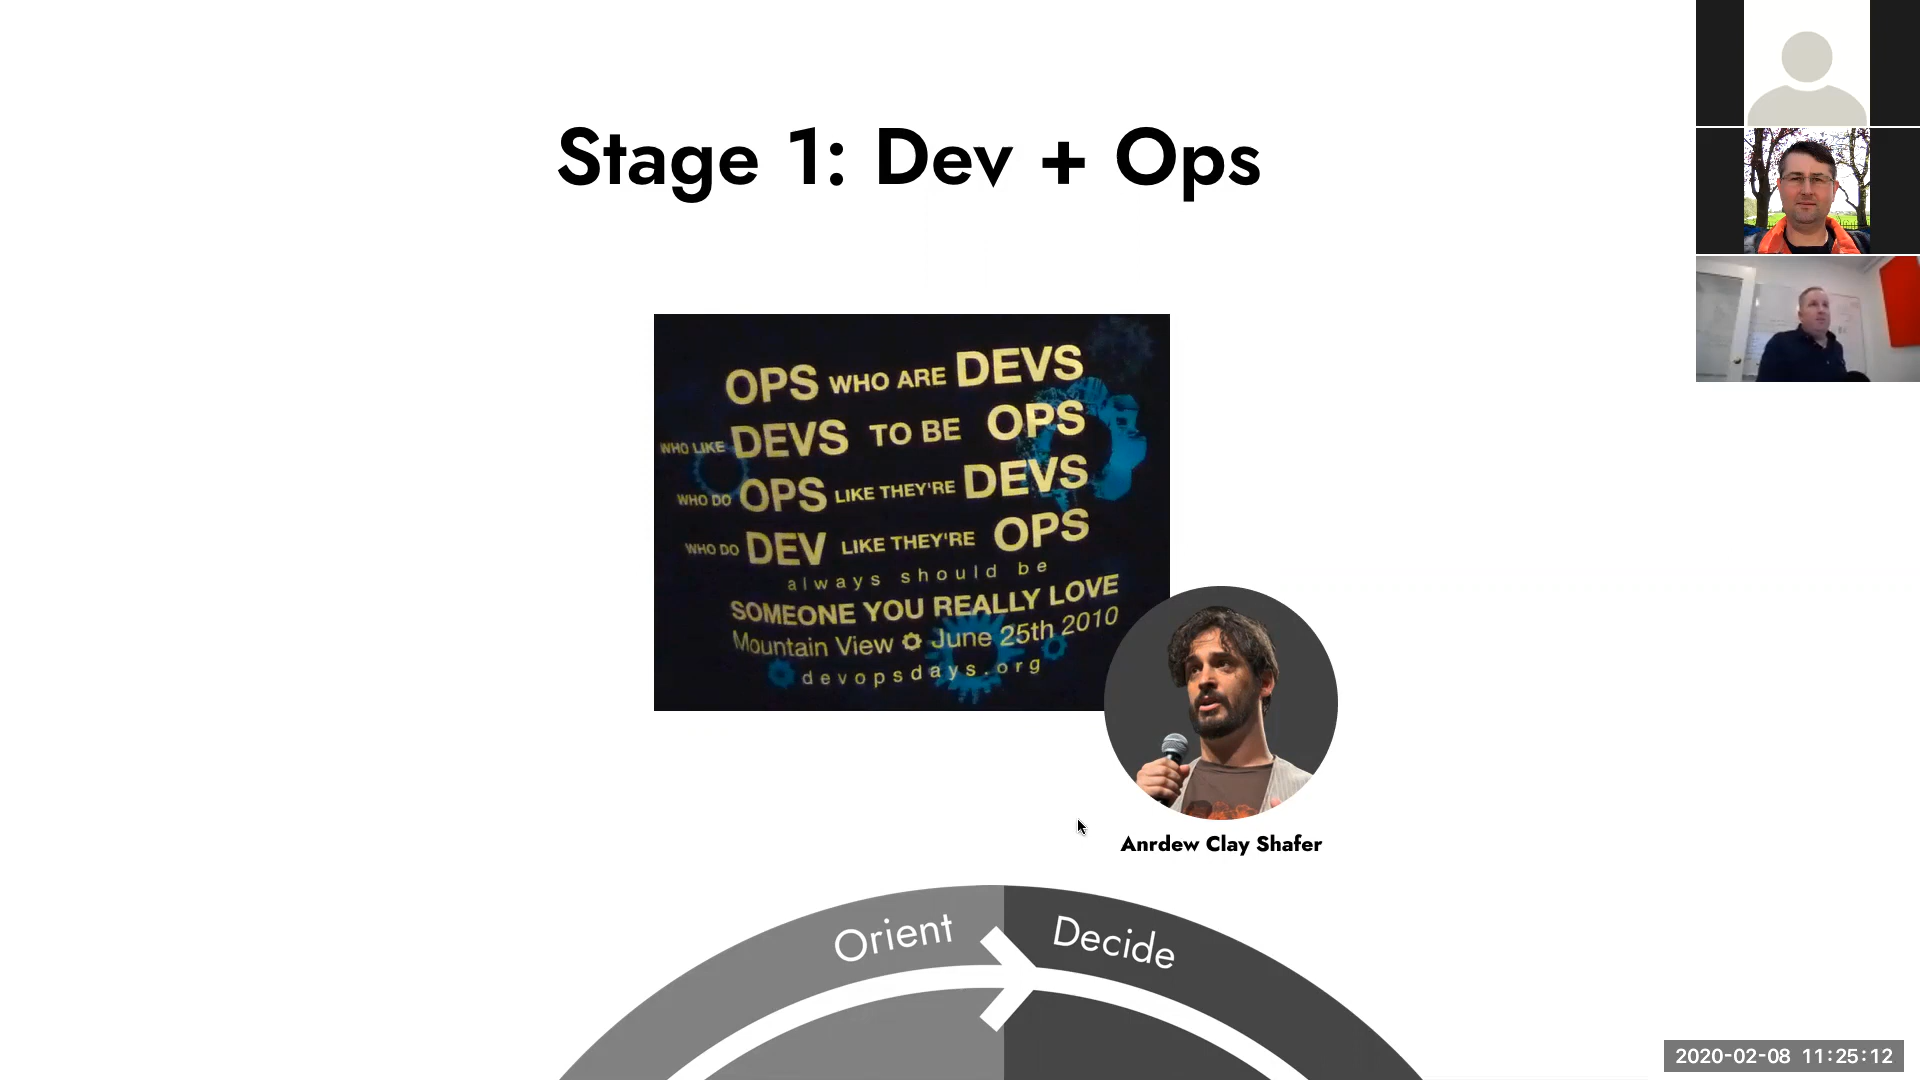 Stage 1: Dev + Ops
OPS WHO ARE DEVS
WHO LIKE DEVS TO BE OPS
WHO DO OPS LIKE THEY'RE DEVS
WHO DO DEV LIKE THEY'RE OPS
always should be
SOMEONE YOU REALLY LOVE
Mountain View June 25th 2010
devopsdays.org
Anrdew Clay Shafer
Orient
Decide
2020-02-08 11:25:12